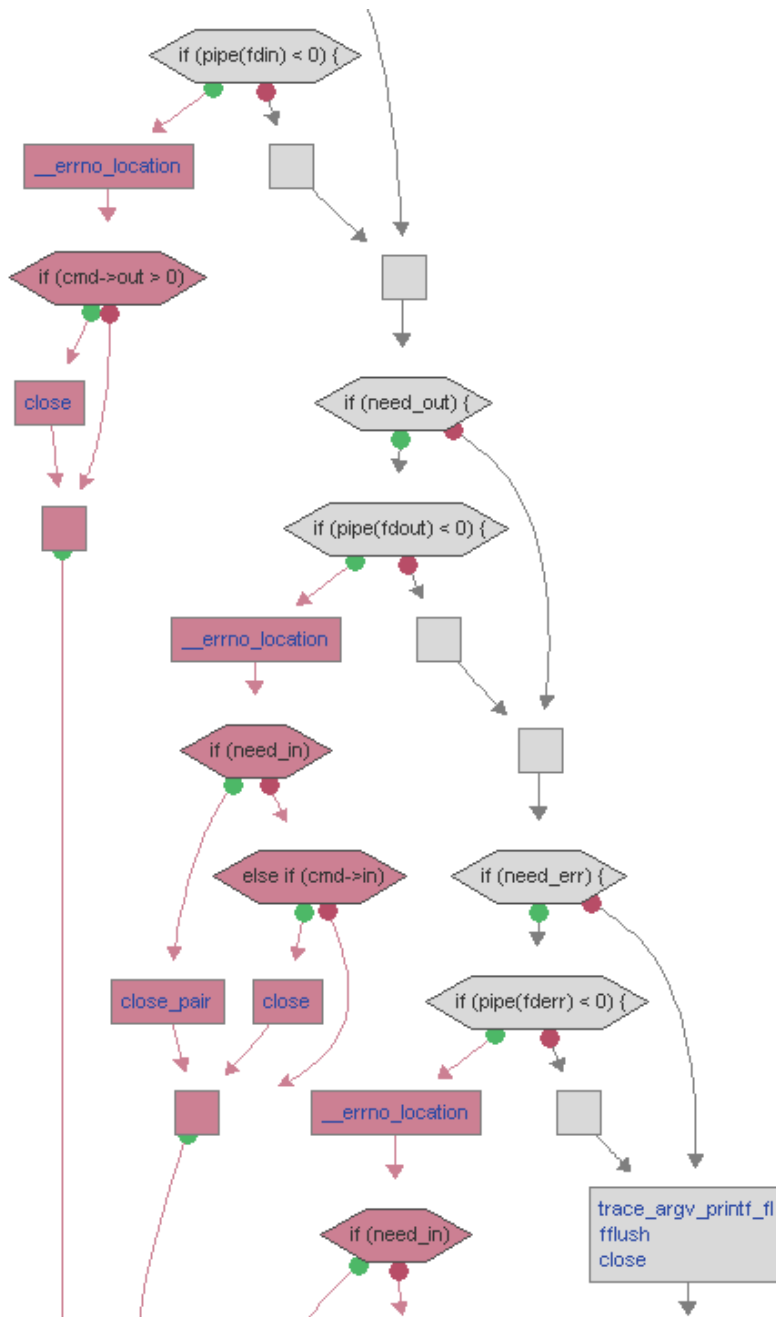 if (pipe(fdin) < 0) {
__errno_location
if (cmd->out > 0)
close
if (need_out) {
if (pipe(fdout) < 0) {
__errno_location
if (need_in)
else if (cmd->in)
if (need_err) {
close_pair
close
if (pipe(fderr) < 0) {
__errno_location
trace_argv_printf_fl
fflush
close
if (need_in)